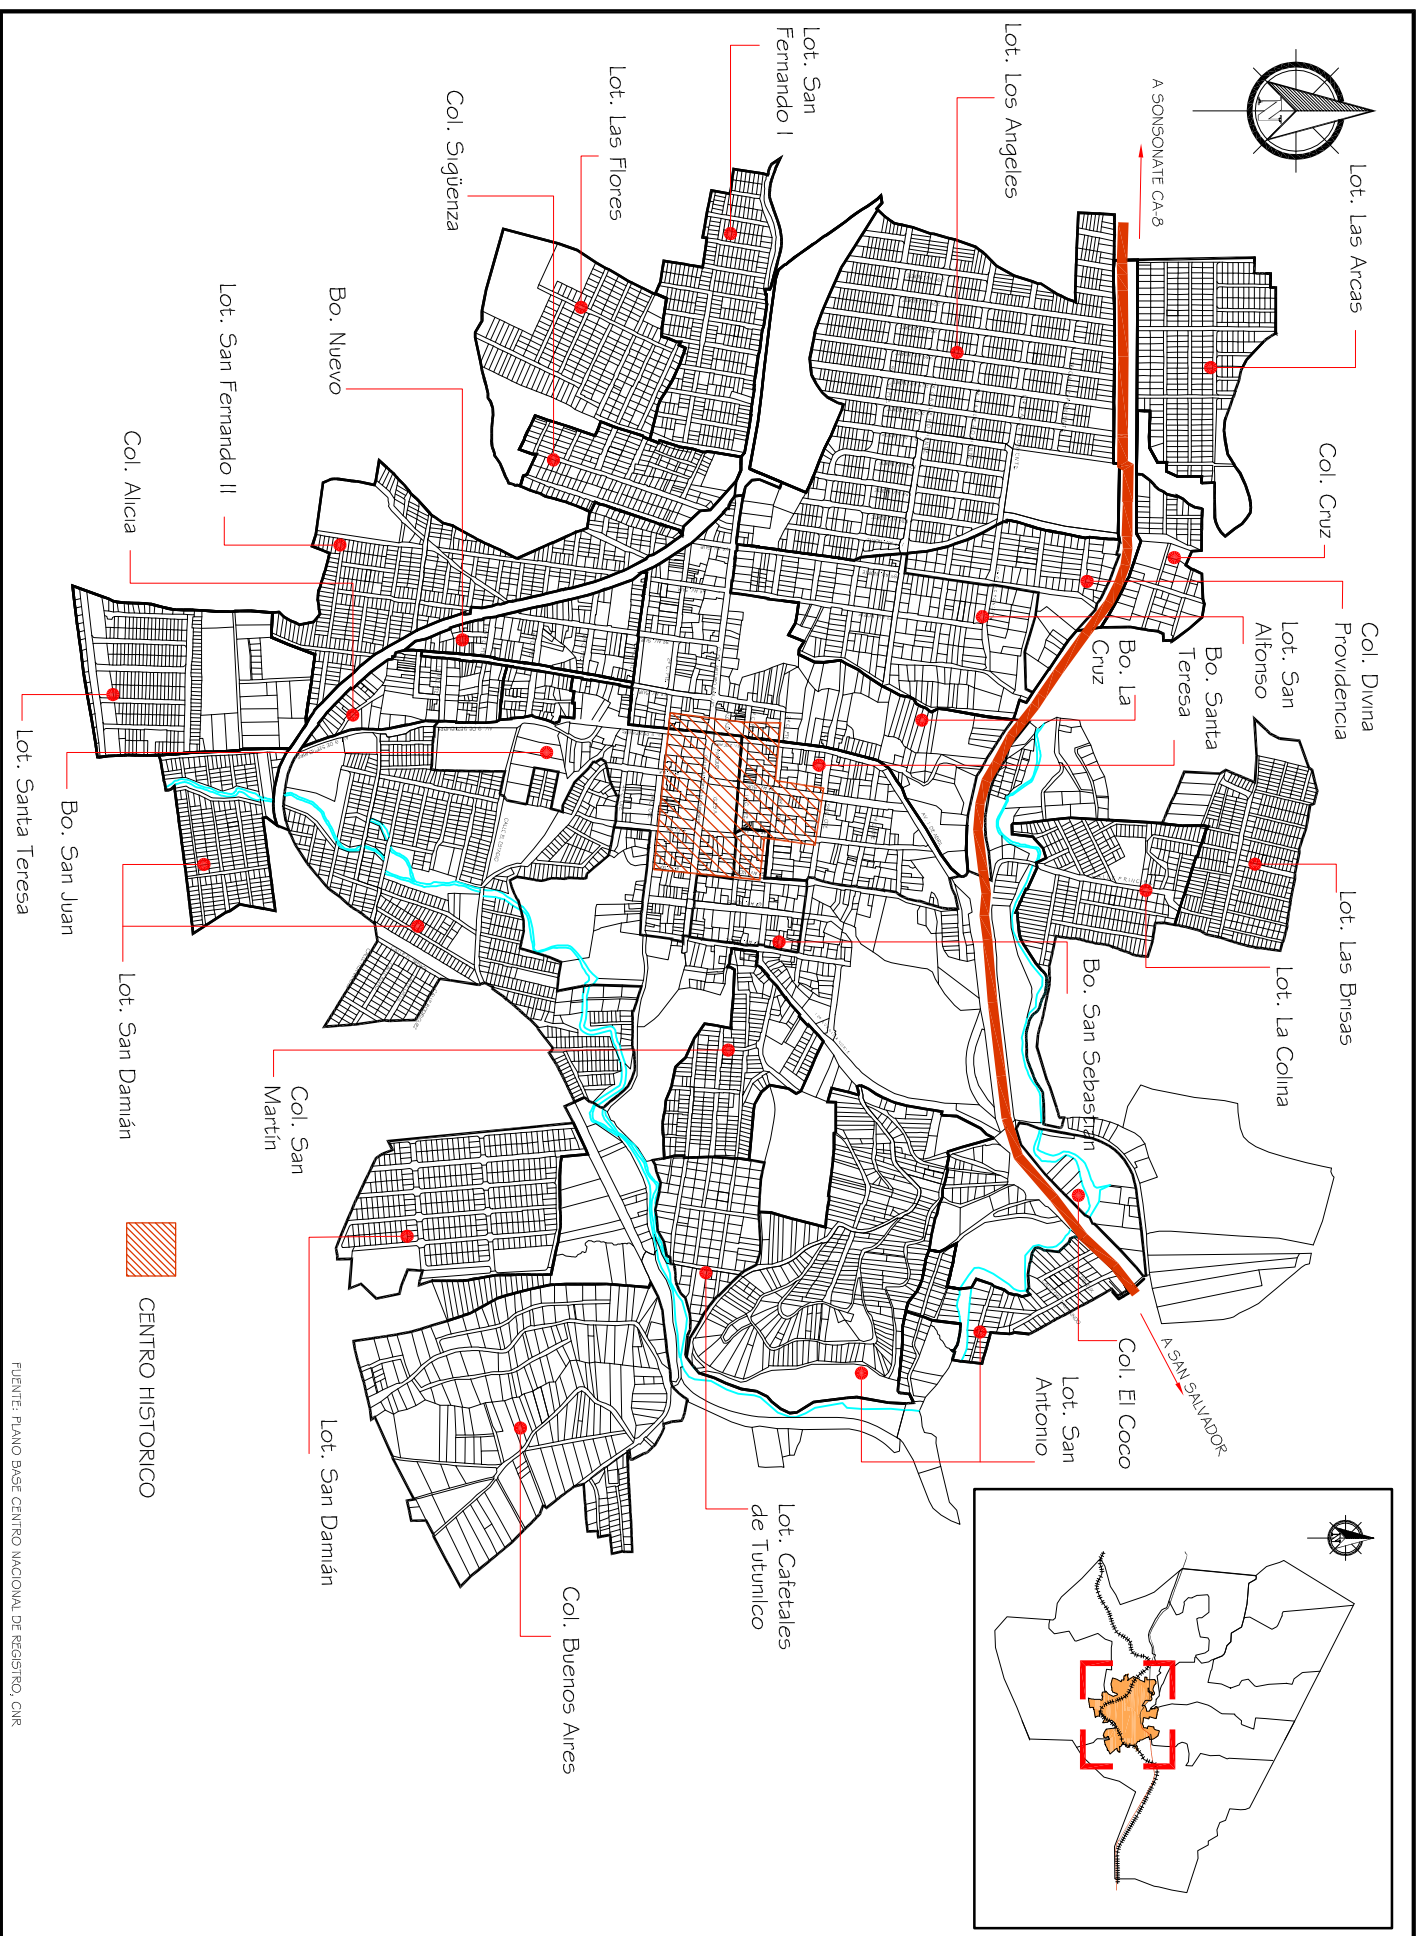 A SONSONATE CA-8
Lot. Las Arcas
Col. Cruz
Col. Divina
Providencia
Lot. San
Alfonso
Bo. Santa
Teresa
Bo. La
Cruz
Lot. Las Brisas
Lot. La Colina
Bo. San Sebastián
Col. El Coco
A SAN SALVADOR
Lot. San
Antonio
Lot. Cafetales
de Tutunilco
Col. Buenos Aires
Lot. San Damián
Col. San
Martín
Lot. San Damián
Bo. San Juan
Lot. Santa Teresa
Col. Alicia
Lot. San Fernando II
Bo. Nuevo
Col. Sigüenza
Lot. Las Flores
Lot. San
Fernando I
Lot. Los Angeles
N
CENTRO HISTORICO
FUENTE: PLANO BASE CENTRO NACIONAL DE REGISTRO, CNR